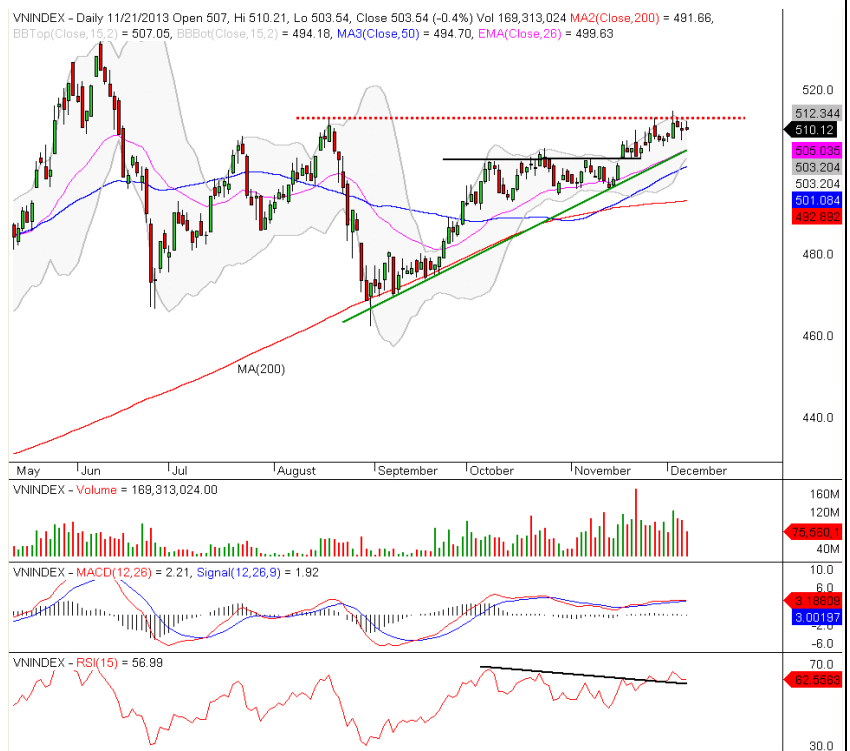 VNINDEX - Daily 11/21/2013 Open 507, Hi 510.21, Lo 503.54, Close 503.54 (-0.4%) Vol 169,313,024 MA2(Close,200) = 491.66,
BBTop(Close,15,2) = 507.05, BBBot(Close,15,2) = 494.18, MA3(Close,50) = 494.70, EMA(Close,26) = 499.63
520.0
512.344
510.12
505.035
503.204
503.204
501.084
492.892
480.0
460.0
440.0
MA(200)
May Jun Jul August September October November December
VNINDEX - Volume = 169,313,024.00
160M
120M
75,560,1
40M
VNINDEX - MACD(12,26) = 2.21, Signal(12,26,9) = 1.92
10.0
6.0
3.18809
3.00197
-2.0
-6.0
VNINDEX - RSI(15) = 56.99
70.0
62.5563
30.0